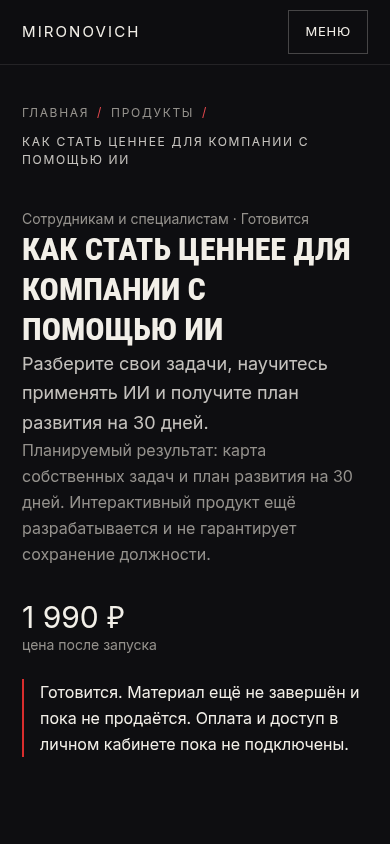 MIRONOVICH
МЕНЮ
ГЛАВНАЯ / ПРОДУКТЫ /
КАК СТАТЬ ЦЕННЕЕ ДЛЯ КОМПАНИИ С
ПОМОЩЬЮ ИИ
Сотрудникам и специалистам · Готовится
КАК СТАТЬ ЦЕННЕЕ ДЛЯ
КОМПАНИИ С
ПОМОЩЬЮ ИИ
Разберите свои задачи, научитесь
применять ИИ и получите план
развития на 30 дней.
Планируемый результат: карта
собственных задач и план развития на 30
дней. Интерактивный продукт ещё
разрабатывается и не гарантирует
сохранение должности.
1 990 ₽
цена после запуска
Готовится. Материал ещё не завершён и
пока не продаётся. Оплата и доступ в
личном кабинете пока не подключены.